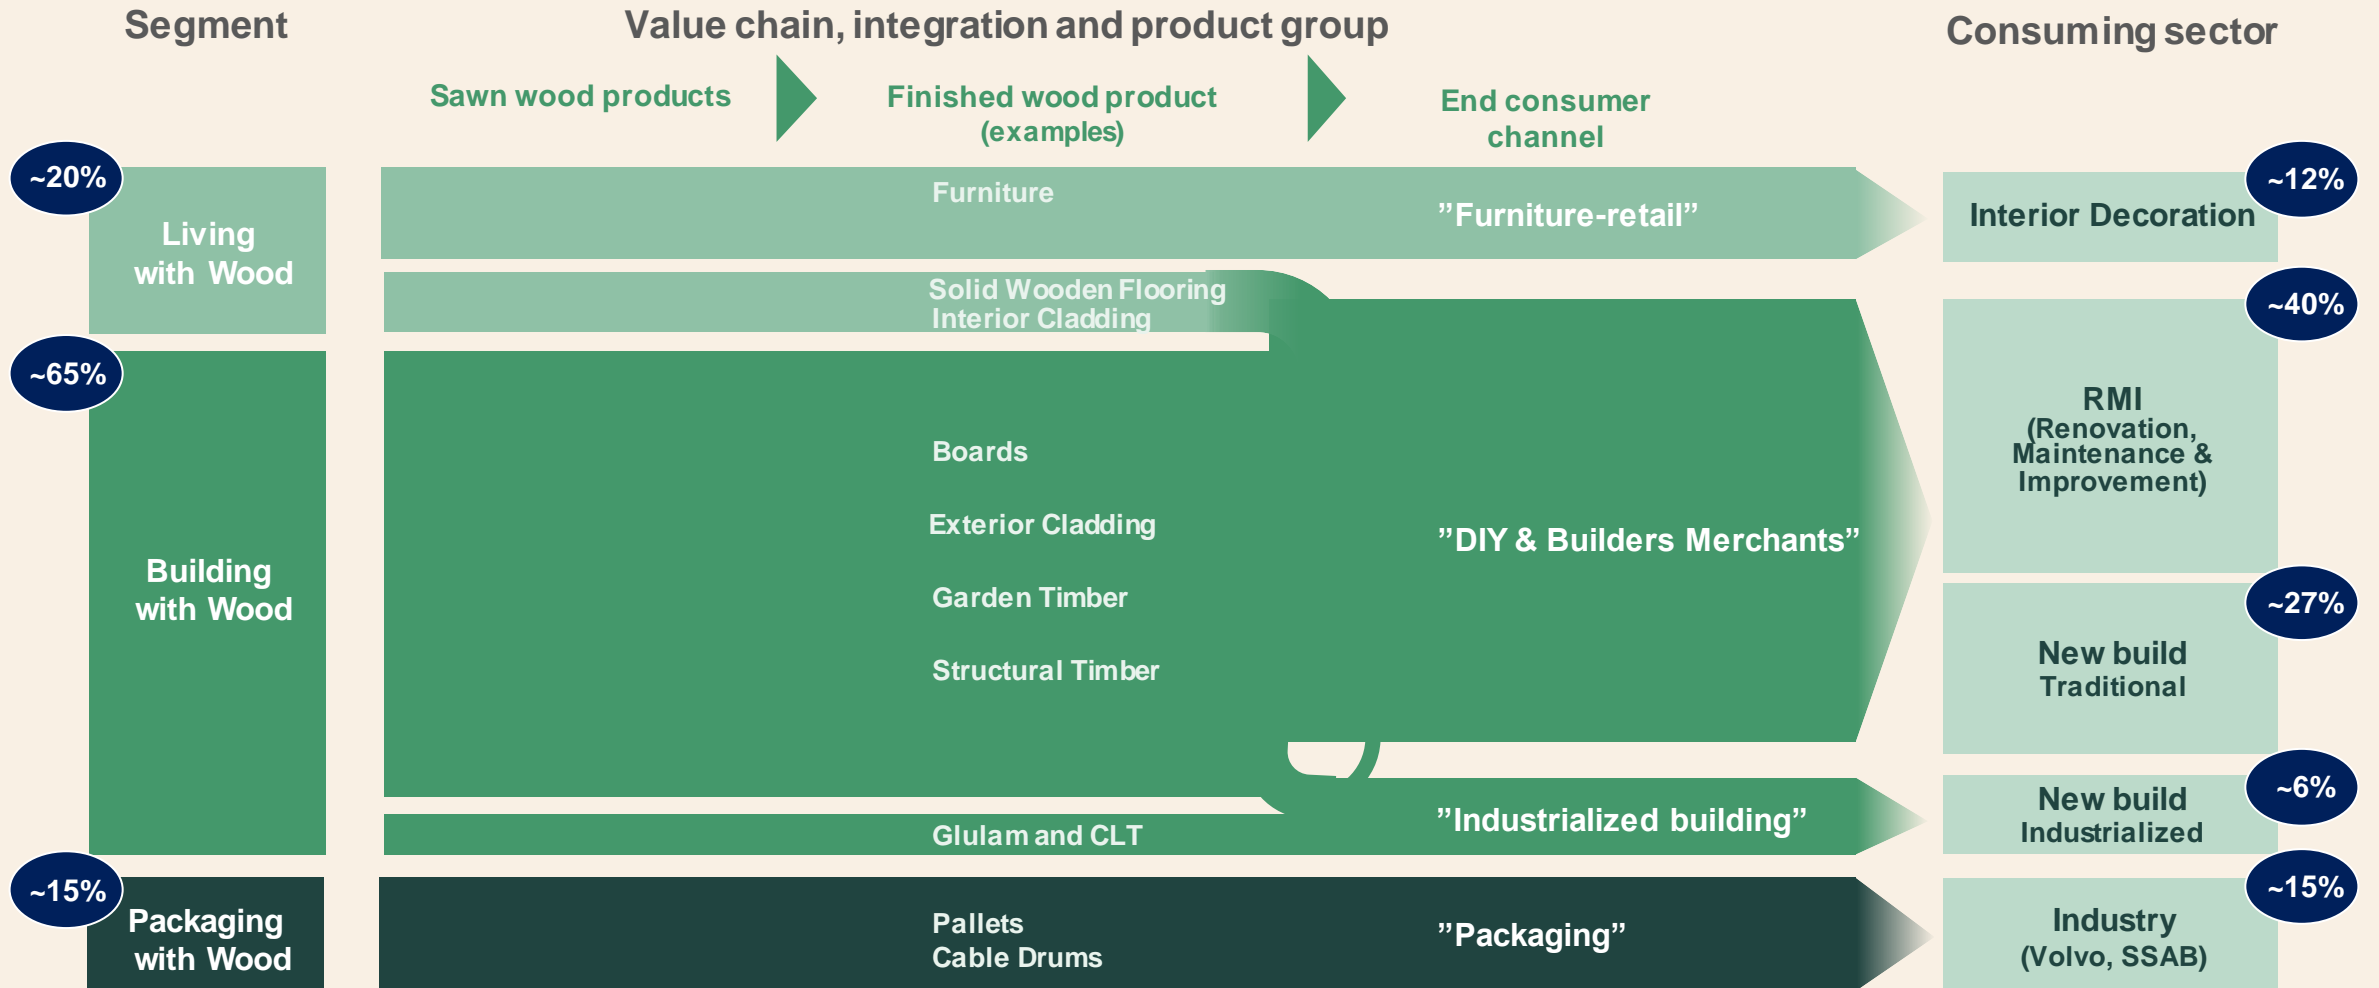 Segment
Value chain, integration and product group
Consuming sector
Sawn wood products
Finished wood product
(examples)
End consumer
channel
~20%
Living
with Wood
Furniture
”Furniture-retail”
Interior Decoration
~12%
Solid Wooden Flooring
Interior Cladding
~65%
Building
with Wood
Boards
Exterior Cladding
Garden Timber
Structural Timber
”DIY & Builders Merchants”
RMI
(Renovation,
Maintenance &
Improvement)
~40%
New build
Traditional
~27%
Glulam and CLT
”Industrialized building”
New build
Industrialized
~6%
~15%
Packaging
with Wood
Pallets
Cable Drums
”Packaging”
Industry
(Volvo, SSAB)
~15%